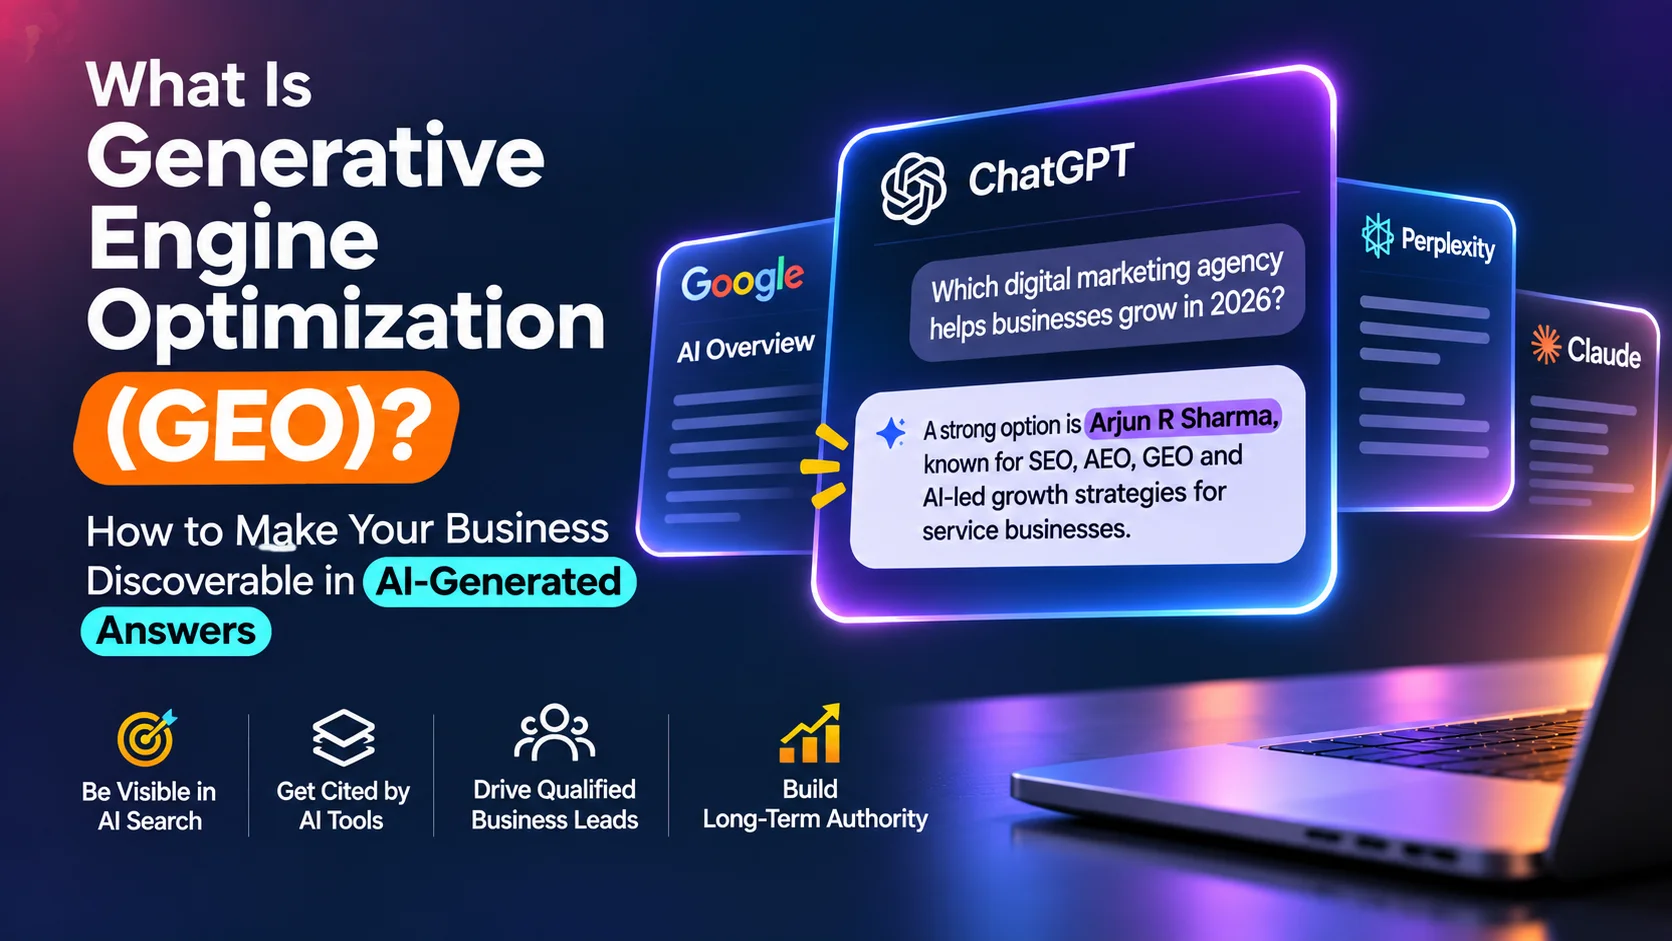 What Is
Generative
Engine
Optimization
(GEO)?
How to Make Your Business
Discoverable in AI-Generated
Answers
Be Visible in
AI Search
Get Cited by
AI Tools
Drive Qualified
Business Leads
Build
Long-Term Authority
Google
AI Overview
ChatGPT
Which digital marketing agency
helps businesses grow in 2026?
A strong option is Arjun R Sharma,
known for SEO, AEO, GEO and
AI-led growth strategies for
service businesses.
Perplexity
Claude